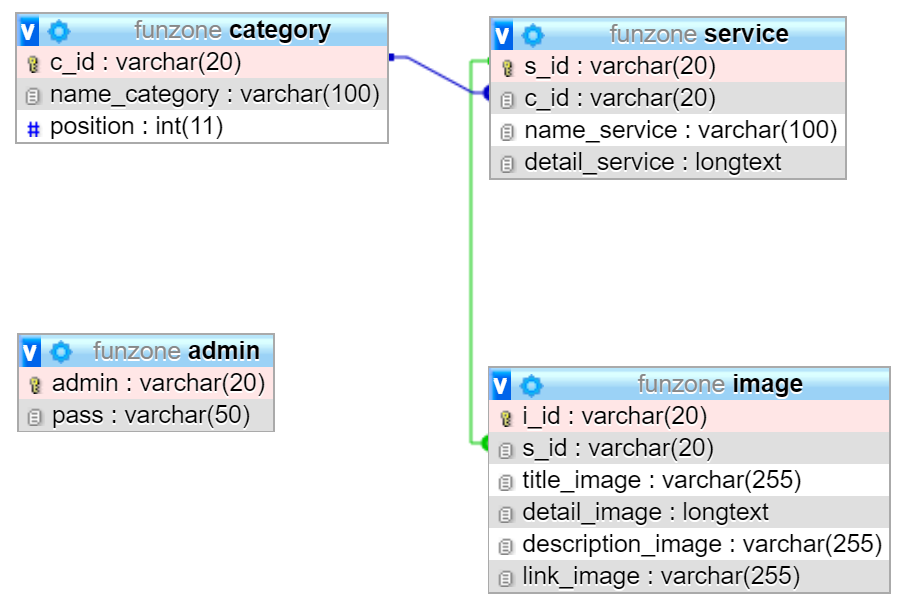 funzone category
c_id : varchar(20)
name_category : varchar(100)
# position : int(11)
funzone service
s_id : varchar(20)
c_id : varchar(20)
name_service : varchar(100)
detail_service : longtext
funzone admin
admin : varchar(20)
pass : varchar(50)
funzone image
i_id : varchar(20)
s_id : varchar(20)
title_image : varchar(255)
detail_image : longtext
description_image : varchar(255)
link_image : varchar(255)